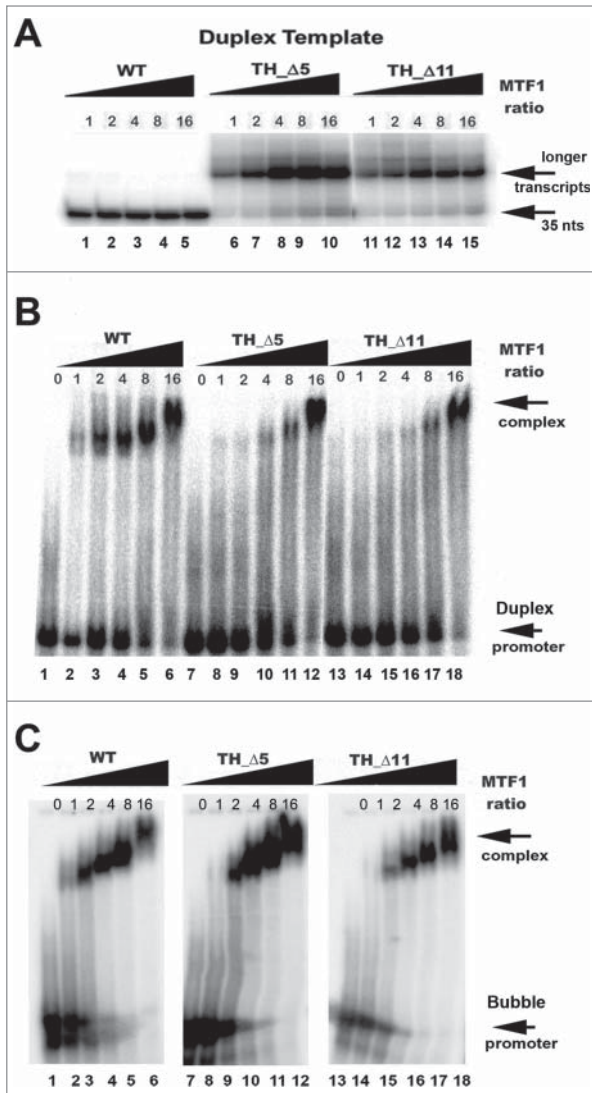 A
Duplex Template
WT TH_Δ5 TH_Δ11 MTF1
ratio
1 2 4 8 16 1 2 4 8 16 1 2 4 8 16
longer
transcripts
35 nts
1 2 3 4 5 6 7 8 9 10 11 12 13 14 15
B
WT TH_Δ5 TH_Δ11 MTF1
ratio
0 1 2 4 8 16 0 1 2 4 8 16 0 1 2 4 8 16
complex
Duplex
promoter
1 2 3 4 5 6 7 8 9 10 11 12 13 14 15 16 17 18
C
WT TH_Δ5 TH_Δ11 MTF1
ratio
0 1 2 4 8 16 0 1 2 4 8 16 0 1 2 4 8 16
complex
Bubble
promoter
1 2 3 4 5 6 7 8 9 10 11 12 13 14 15 16 17 18